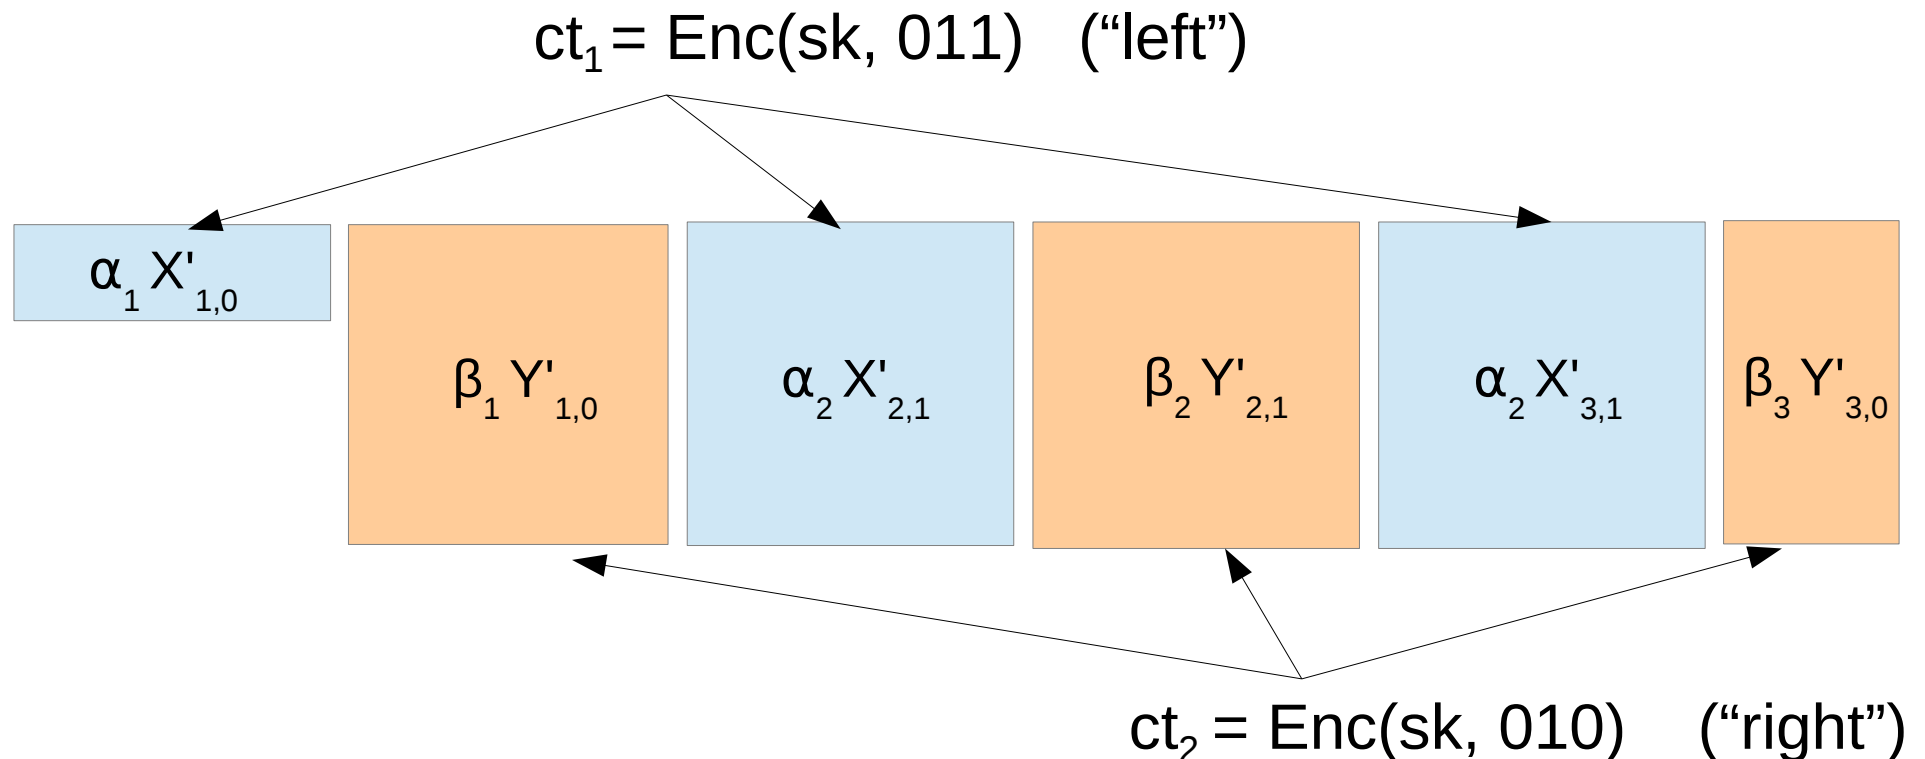 ct₁ = Enc(sk, 011) (“left”)
α₁ X'₁,₀
β₁ Y'₁,₀
α₂ X'₂,₁
β₂ Y'₂,₁
α₂ X'₃,₁
β₃ Y'₃,₀
ct₂ = Enc(sk, 010) (“right”)